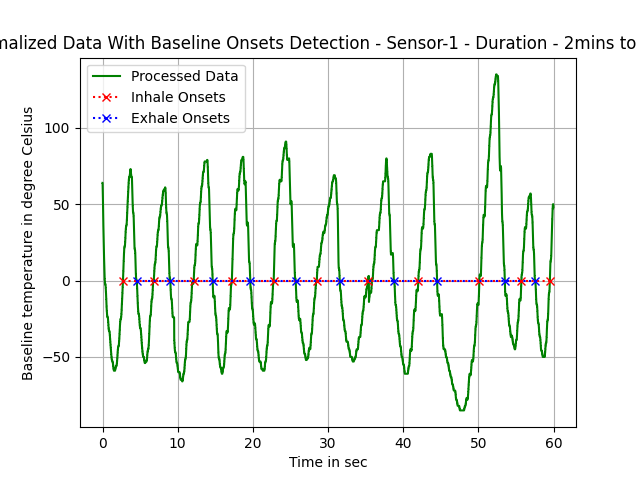 malized Data With Baseline Onsets Detection - Sensor-1 - Duration - 2mins to
Processed Data
Inhale Onsets
Exhale Onsets
Baseline temperature in degree Celsius
100
50
0
−50
0 10 20 30 40 50 60
Time in sec